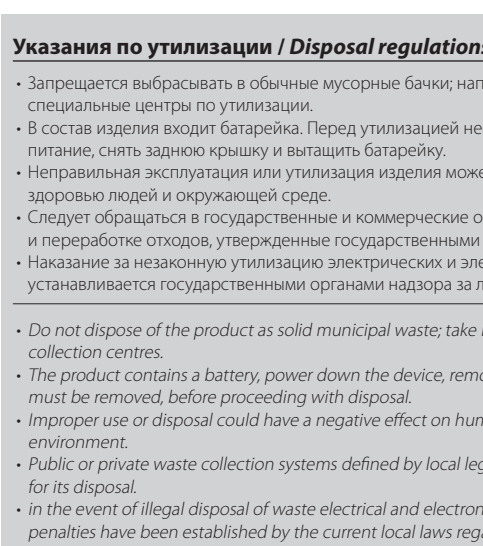 Указания по утилизации / Disposal regulations
• Запрещается выбрасывать в обычные мусорные бачки; нап
специальные центры по утилизации.
• В состав изделия входит батарейка. Перед утилизацией не
питание, снять заднюю крышку и вытащить батарейку.
• Неправильная эксплуатация или утилизация изделия може
здоровью людей и окружающей среде.
• Следует обращаться в государственные и коммерческие о
и переработке отходов, утвержденные государственными
• Наказание за незаконную утилизацию электрических и эле
устанавливается государственными органами надзора за л
• Do not dispose of the product as solid municipal waste; take
collection centres.
• The product contains a battery, power down the device, remo
must be removed, before proceeding with disposal.
• Improper use or disposal could have a negative effect on hum
environment.
• Public or private waste collection systems defined by local leg
for its disposal.
• in the event of illegal disposal of waste electrical and electron
penalties have been established by the current local laws rega